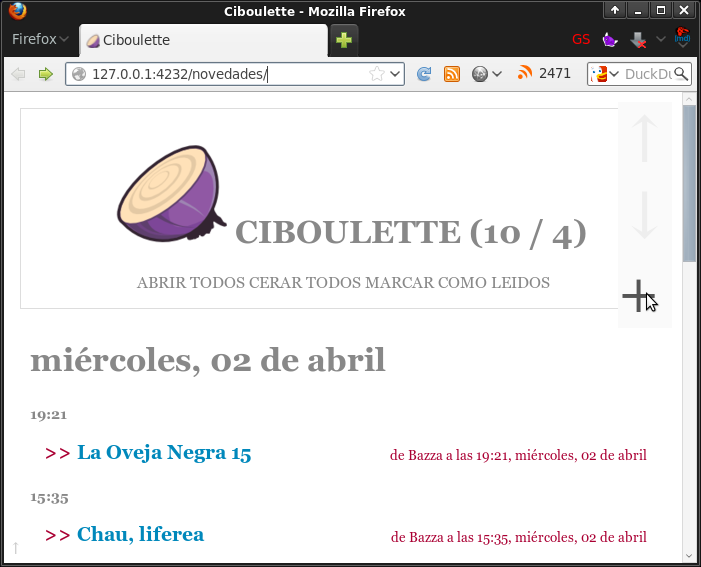 Ciboulette - Mozilla Firefox
Firefox
Ciboulette
GS
127.0.0.1:4232/novedades/
2471
DuckDu
CIBOULETTE (10 / 4)
ABRIR TODOS CERAR TODOS MARCAR COMO LEIDOS
miércoles, 02 de abril
19:21
>> La Oveja Negra 15 de Bazza a las 19:21, miércoles, 02 de abril
15:35
>> Chau, liferea de Bazza a las 15:35, miércoles, 02 de abril